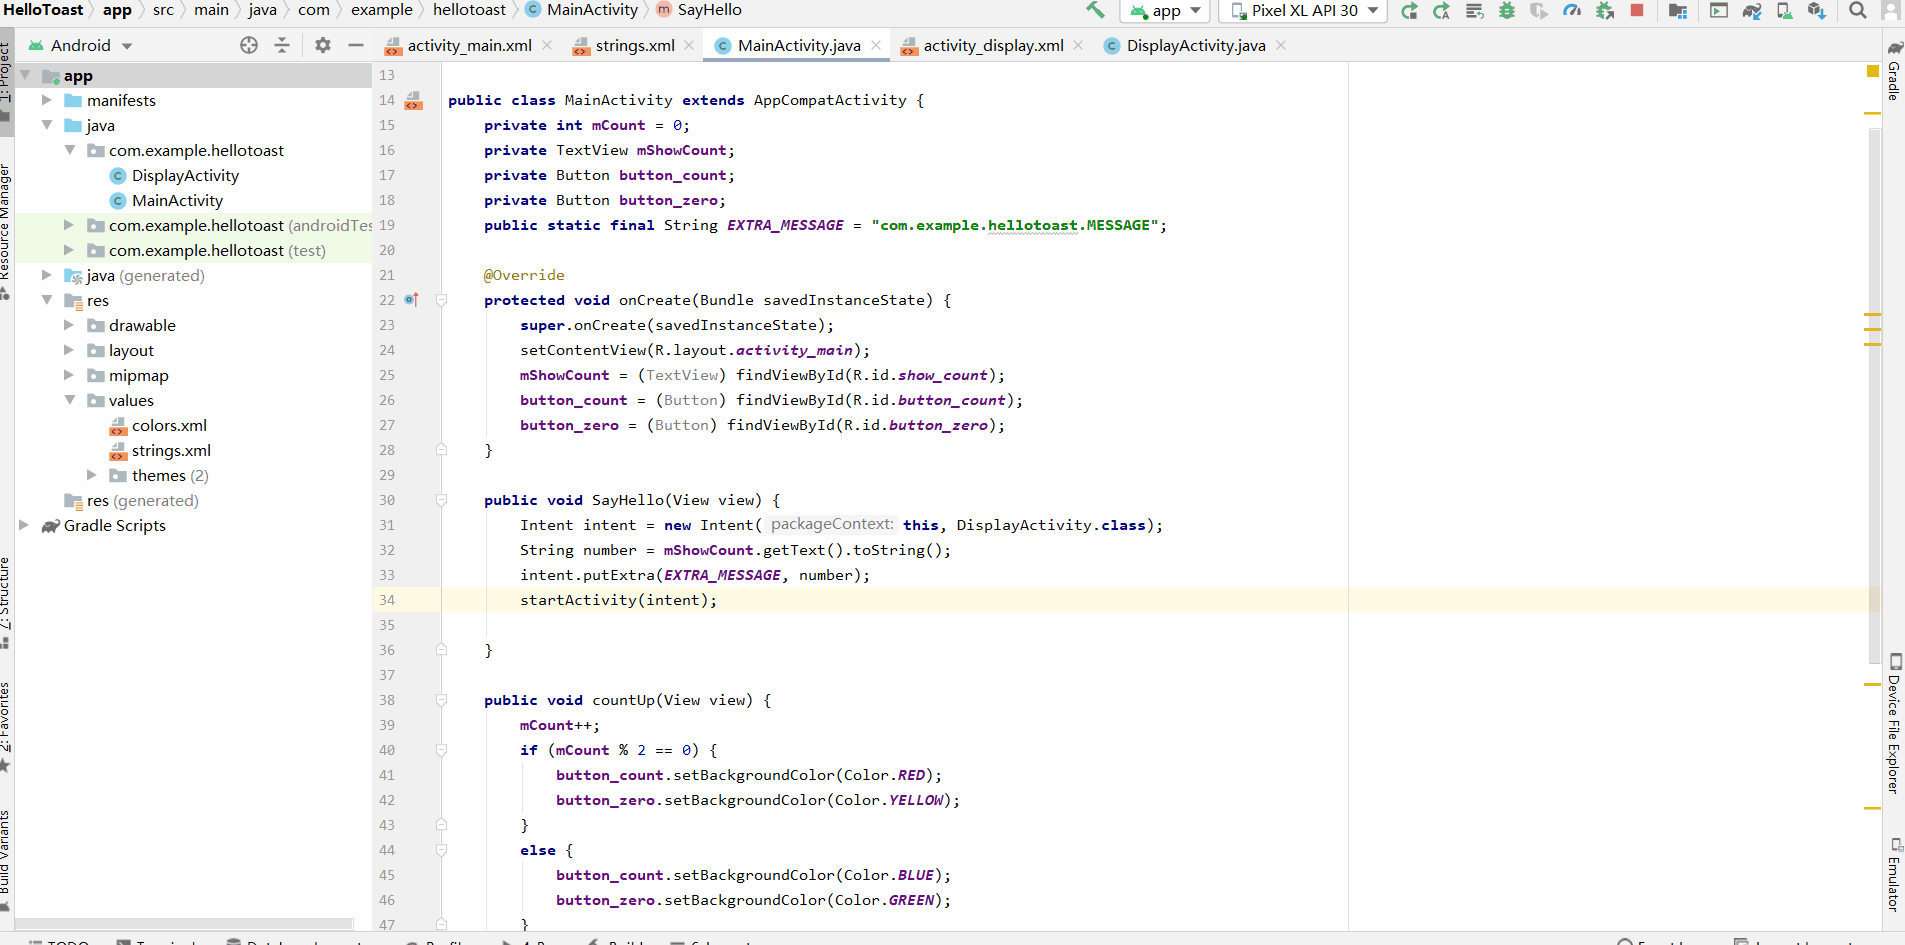 HelloToast app src main java com example hellotoast MainActivity SayHello app Pixel XL API 30
Android activity_main.xml strings.xml MainActivity.java activity_display.xml DisplayActivity.java
1: Project
Resource Manager
Z: Structure
2: Favorites
Build Variants
app
manifests
java
com.example.hellotoast
DisplayActivity
MainActivity
com.example.hellotoast (androidTes
com.example.hellotoast (test)
java (generated)
res
drawable
layout
mipmap
values
colors.xml
strings.xml
themes (2)
res (generated)
Gradle Scripts
13
14 public class MainActivity extends AppCompatActivity {
15 private int mCount = 0;
16 private TextView mShowCount;
17 private Button button_count;
18 private Button button_zero;
19 public static final String EXTRA_MESSAGE = "com.example.hellotoast.MESSAGE";
20
21 @Override
22 protected void onCreate(Bundle savedInstanceState) {
23 super.onCreate(savedInstanceState);
24 setContentView(R.layout.activity_main);
25 mShowCount = (TextView) findViewById(R.id.show_count);
26 button_count = (Button) findViewById(R.id.button_count);
27 button_zero = (Button) findViewById(R.id.button_zero);
28 }
29
30 public void SayHello(View view) {
31 Intent intent = new Intent( packageContext: this, DisplayActivity.class);
32 String number = mShowCount.getText().toString();
33 intent.putExtra(EXTRA_MESSAGE, number);
34 startActivity(intent);
35
36 }
37
38 public void countUp(View view) {
39 mCount++;
40 if (mCount % 2 == 0) {
41 button_count.setBackgroundColor(Color.RED);
42 button_zero.setBackgroundColor(Color.YELLOW);
43 }
44 else {
45 button_count.setBackgroundColor(Color.BLUE);
46 button_zero.setBackgroundColor(Color.GREEN);
47 }
Gradle
Device File Explorer
Emulator
TODO